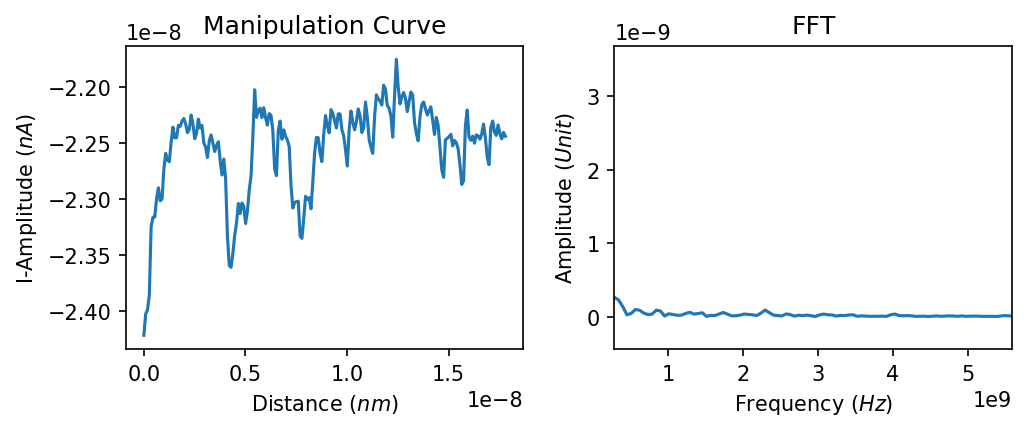 Manipulation Curve
1e−8
−2.20
−2.25
−2.30
−2.35
−2.40
I-Amplitude (nA)
0.0
0.5
1.0
1.5
Distance (nm)
1e−8
FFT
1e−9
3
2
1
0
Amplitude (Unit)
1
2
3
4
5
Frequency (Hz)
1e9